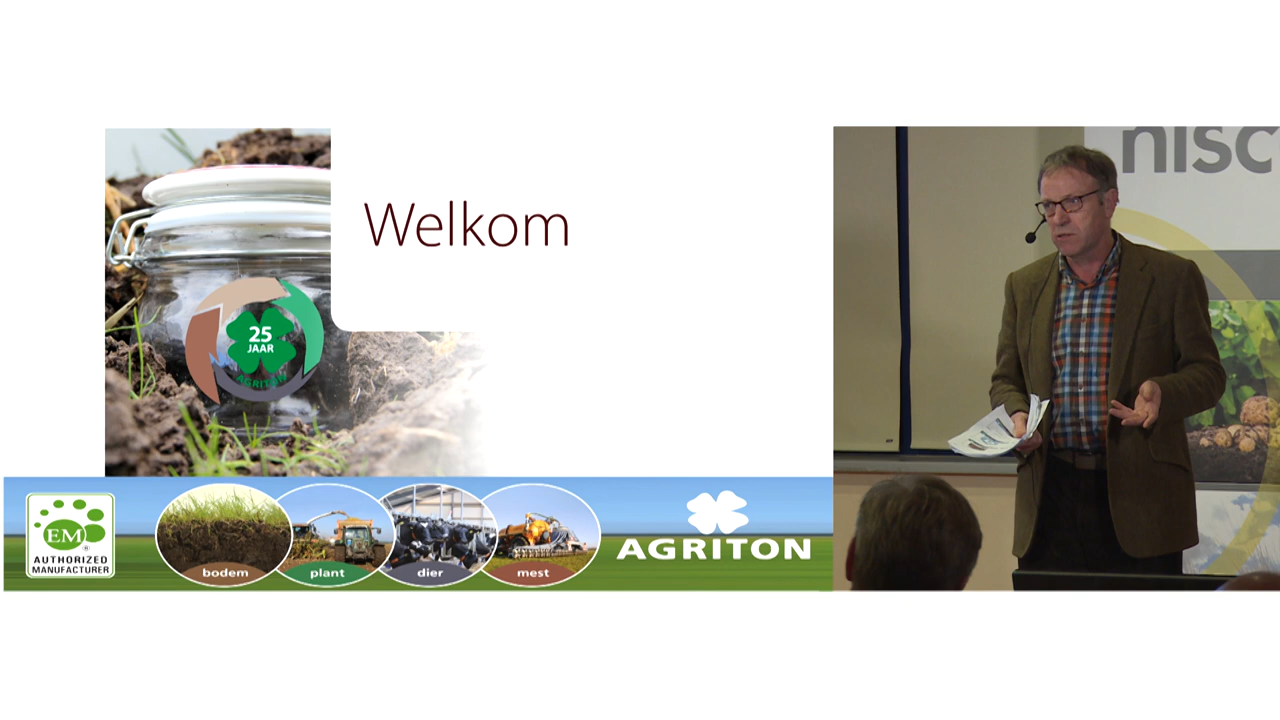 Welkom
25
JAAR
AGRITON
EM
®
AUTHORIZED
MANUFACTURER
bodem
plant
dier
mest
AGRITON
nisc